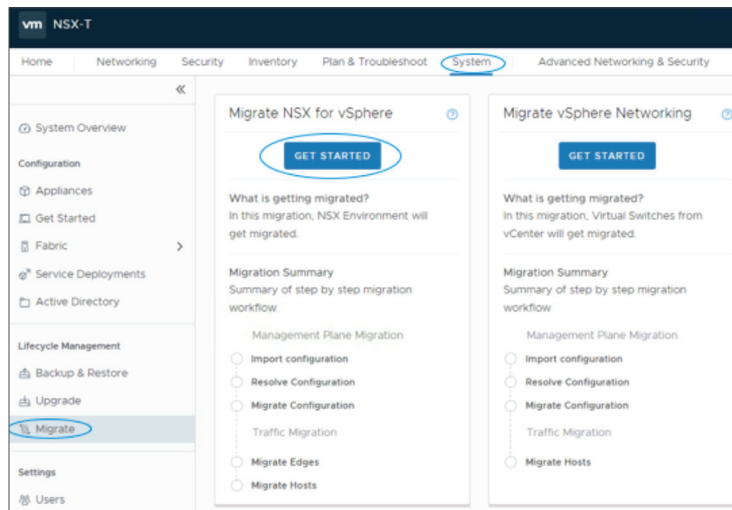 vm NSX-T
Home Networking Security Inventory Plan & Troubleshoot System Advanced Networking & Security
System Overview
Configuration
Appliances
Get Started
Fabric
Service Deployments
Active Directory
Lifecycle Management
Backup & Restore
Upgrade
Migrate
Settings
Users
Migrate NSX for vSphere
GET STARTED
What is getting migrated?
In this migration, NSX Environment will
get migrated.
Migration Summary
Summary of step by step migration
workflow
Management Plane Migration
Import configuration
Resolve Configuration
Migrate Configuration
Traffic Migration
Migrate Edges
Migrate Hosts
Migrate vSphere Networking
GET STARTED
What is getting migrated?
In this migration, Virtual Switches from
vCenter will get migrated.
Migration Summary
Summary of step by step migration
workflow
Management Plane Migration
Import configuration
Resolve Configuration
Migrate Configuration
Traffic Migration
Migrate Hosts